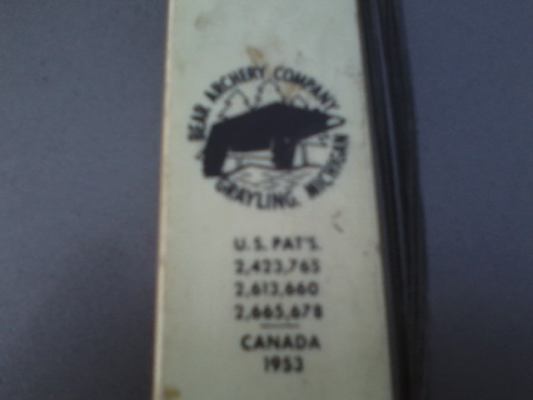 BEAR ARCHERY COMPANY
GRAYLING, MICHIGAN
U.S. PAT'S.
2,423,765
2,613,660
2,665,678
CANADA
1953